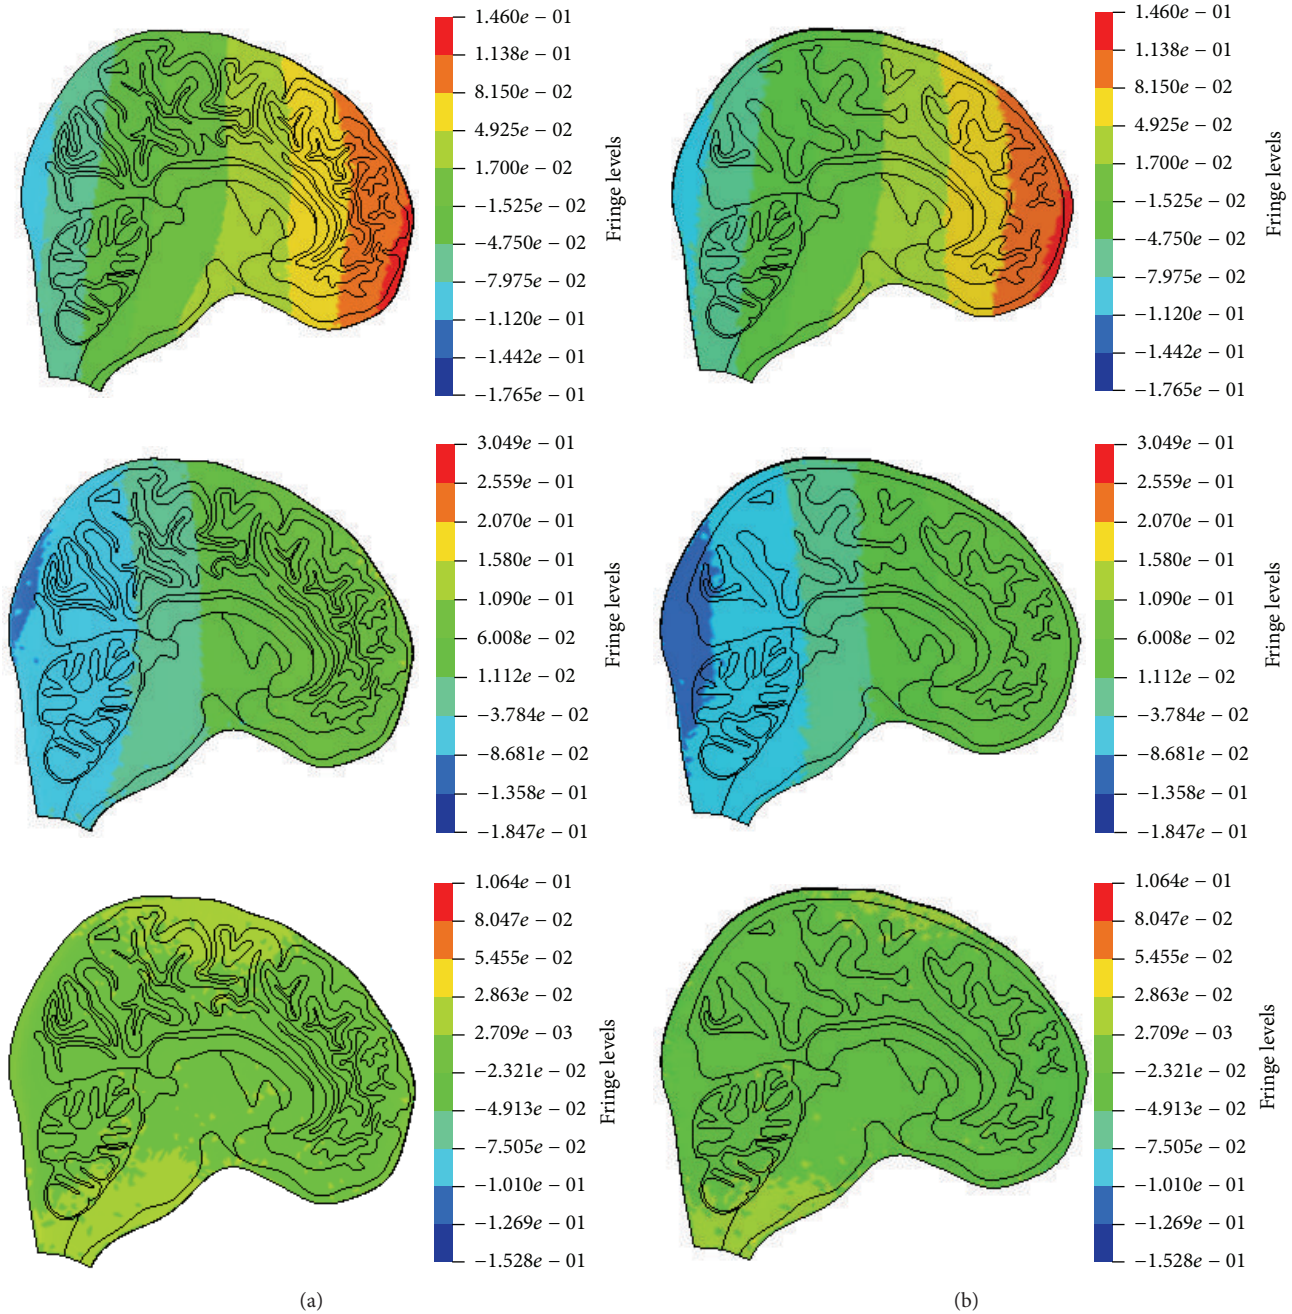 1.460e − 01
1.138e − 01
8.150e − 02
4.925e − 02
1.700e − 02
−1.525e − 02
−4.750e − 02
−7.975e − 02
−1.120e − 01
−1.442e − 01
−1.765e − 01
Fringe levels
1.460e − 01
1.138e − 01
8.150e − 02
4.925e − 02
1.700e − 02
−1.525e − 02
−4.750e − 02
−7.975e − 02
−1.120e − 01
−1.442e − 01
−1.765e − 01
Fringe levels
3.049e − 01
2.559e − 01
2.070e − 01
1.580e − 01
1.090e − 01
6.008e − 02
1.112e − 02
−3.784e − 02
−8.681e − 02
−1.358e − 01
−1.847e − 01
Fringe levels
3.049e − 01
2.559e − 01
2.070e − 01
1.580e − 01
1.090e − 01
6.008e − 02
1.112e − 02
−3.784e − 02
−8.681e − 02
−1.358e − 01
−1.847e − 01
Fringe levels
1.064e − 01
8.047e − 02
5.455e − 02
2.863e − 02
2.709e − 03
−2.321e − 02
−4.913e − 02
−7.505e − 02
−1.010e − 01
−1.269e − 01
−1.528e − 01
Fringe levels
1.064e − 01
8.047e − 02
5.455e − 02
2.863e − 02
2.709e − 03
−2.321e − 02
−4.913e − 02
−7.505e − 02
−1.010e − 01
−1.269e − 01
−1.528e − 01
Fringe levels
(a)
(b)